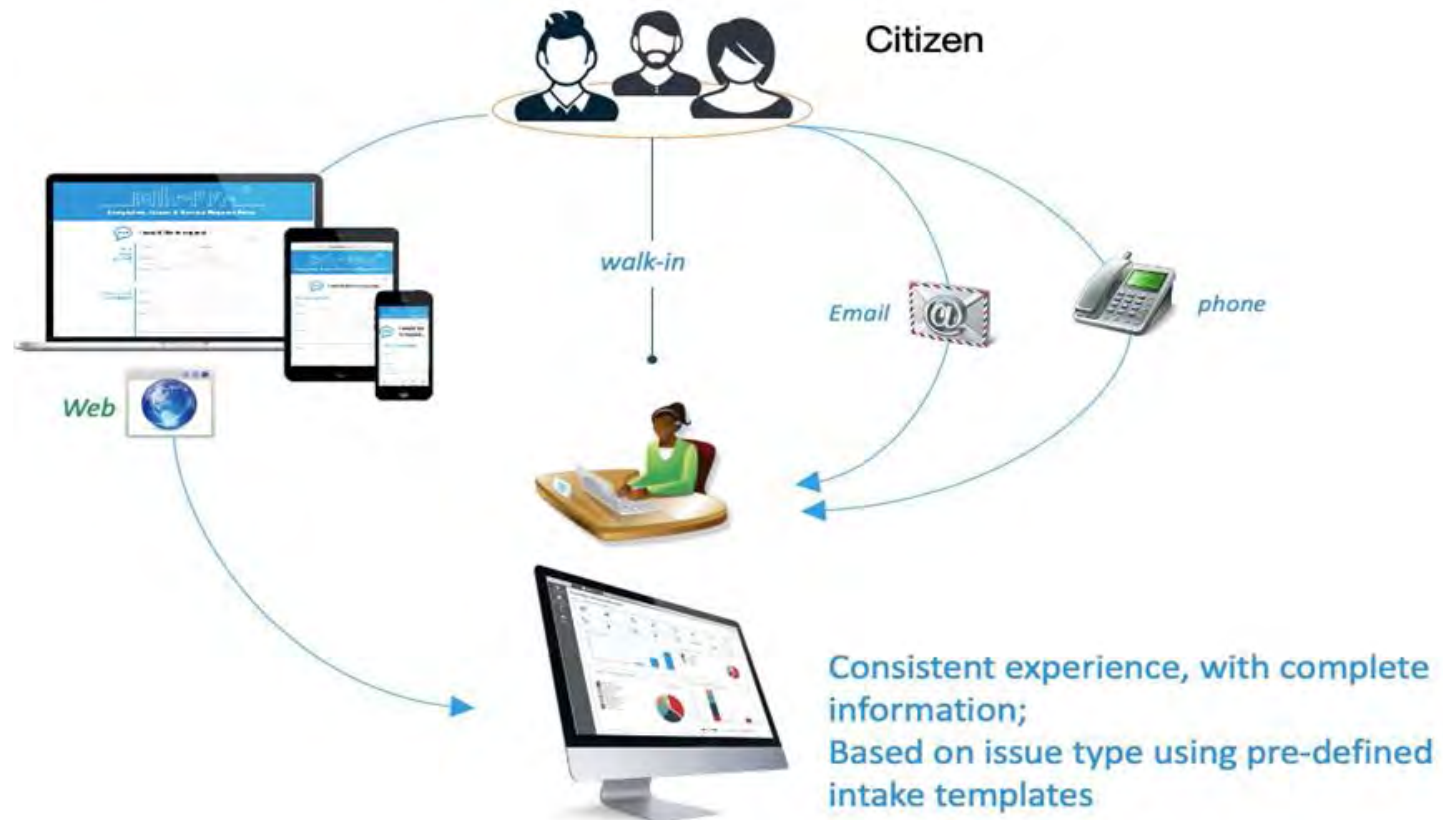 Citizen
walk-in
Email
@
phone
Web
Consistent experience, with complete
information;
Based on issue type using pre-defined
intake templates